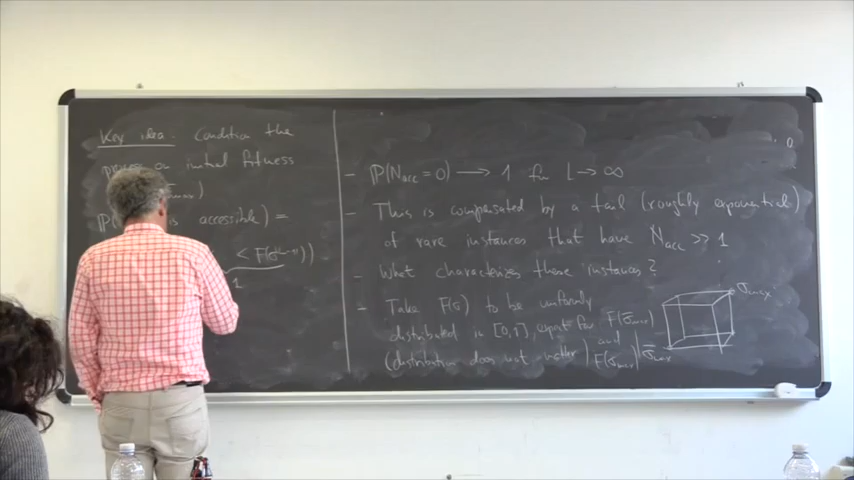 Key idea. Condition the
process on initial fitness
is accessible) =
- P(N_acc = 0) → 1 for L → ∞
- This is compensated by a tail (roughly exponential)
of rare instances that have N_acc >> 1
- What characterizes these instances?
- Take F(σ) to be uniformly
distributed in [0,1], except for F(σ̄_max)
and
(distribution does not matter) F(σ_max)
σ_max
σ̄_max